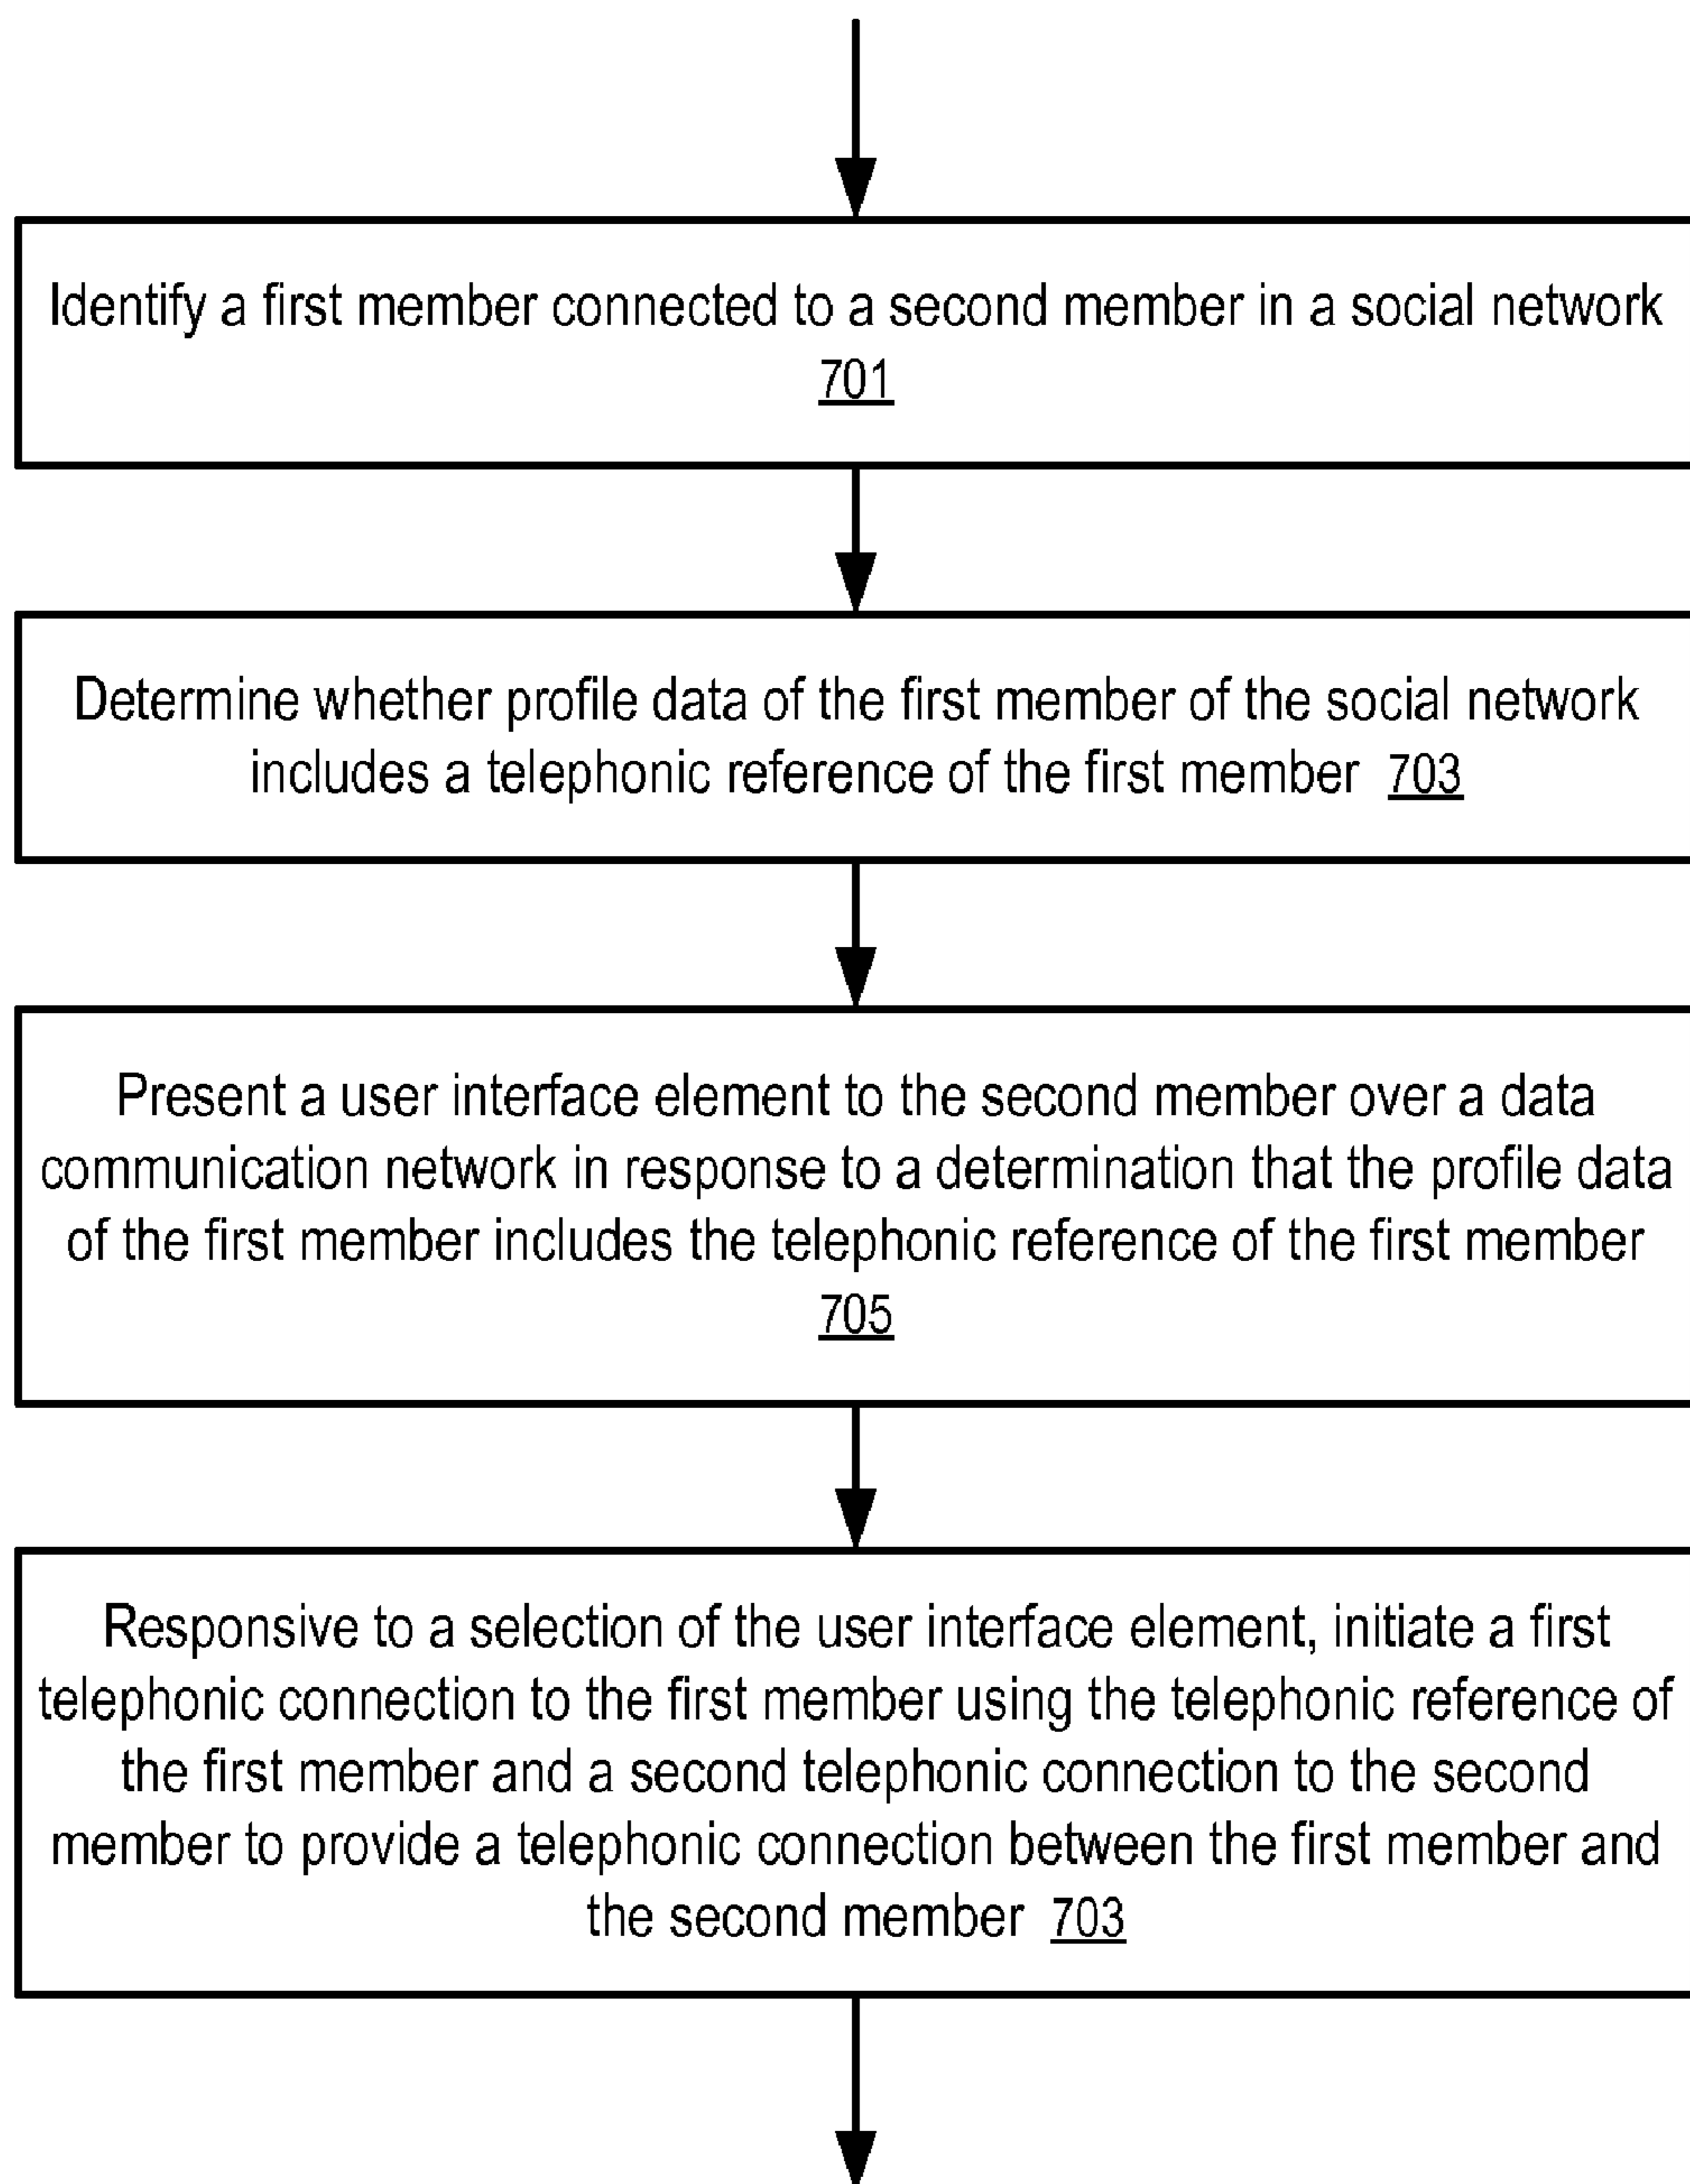 Identify a first member connected to a second member in a social network
701
Determine whether profile data of the first member of the social network
includes a telephonic reference of the first member 703
Present a user interface element to the second member over a data
communication network in response to a determination that the profile data
of the first member includes the telephonic reference of the first member
705
Responsive to a selection of the user interface element, initiate a first
telephonic connection to the first member using the telephonic reference of
the first member and a second telephonic connection to the second
member to provide a telephonic connection between the first member and
the second member 703